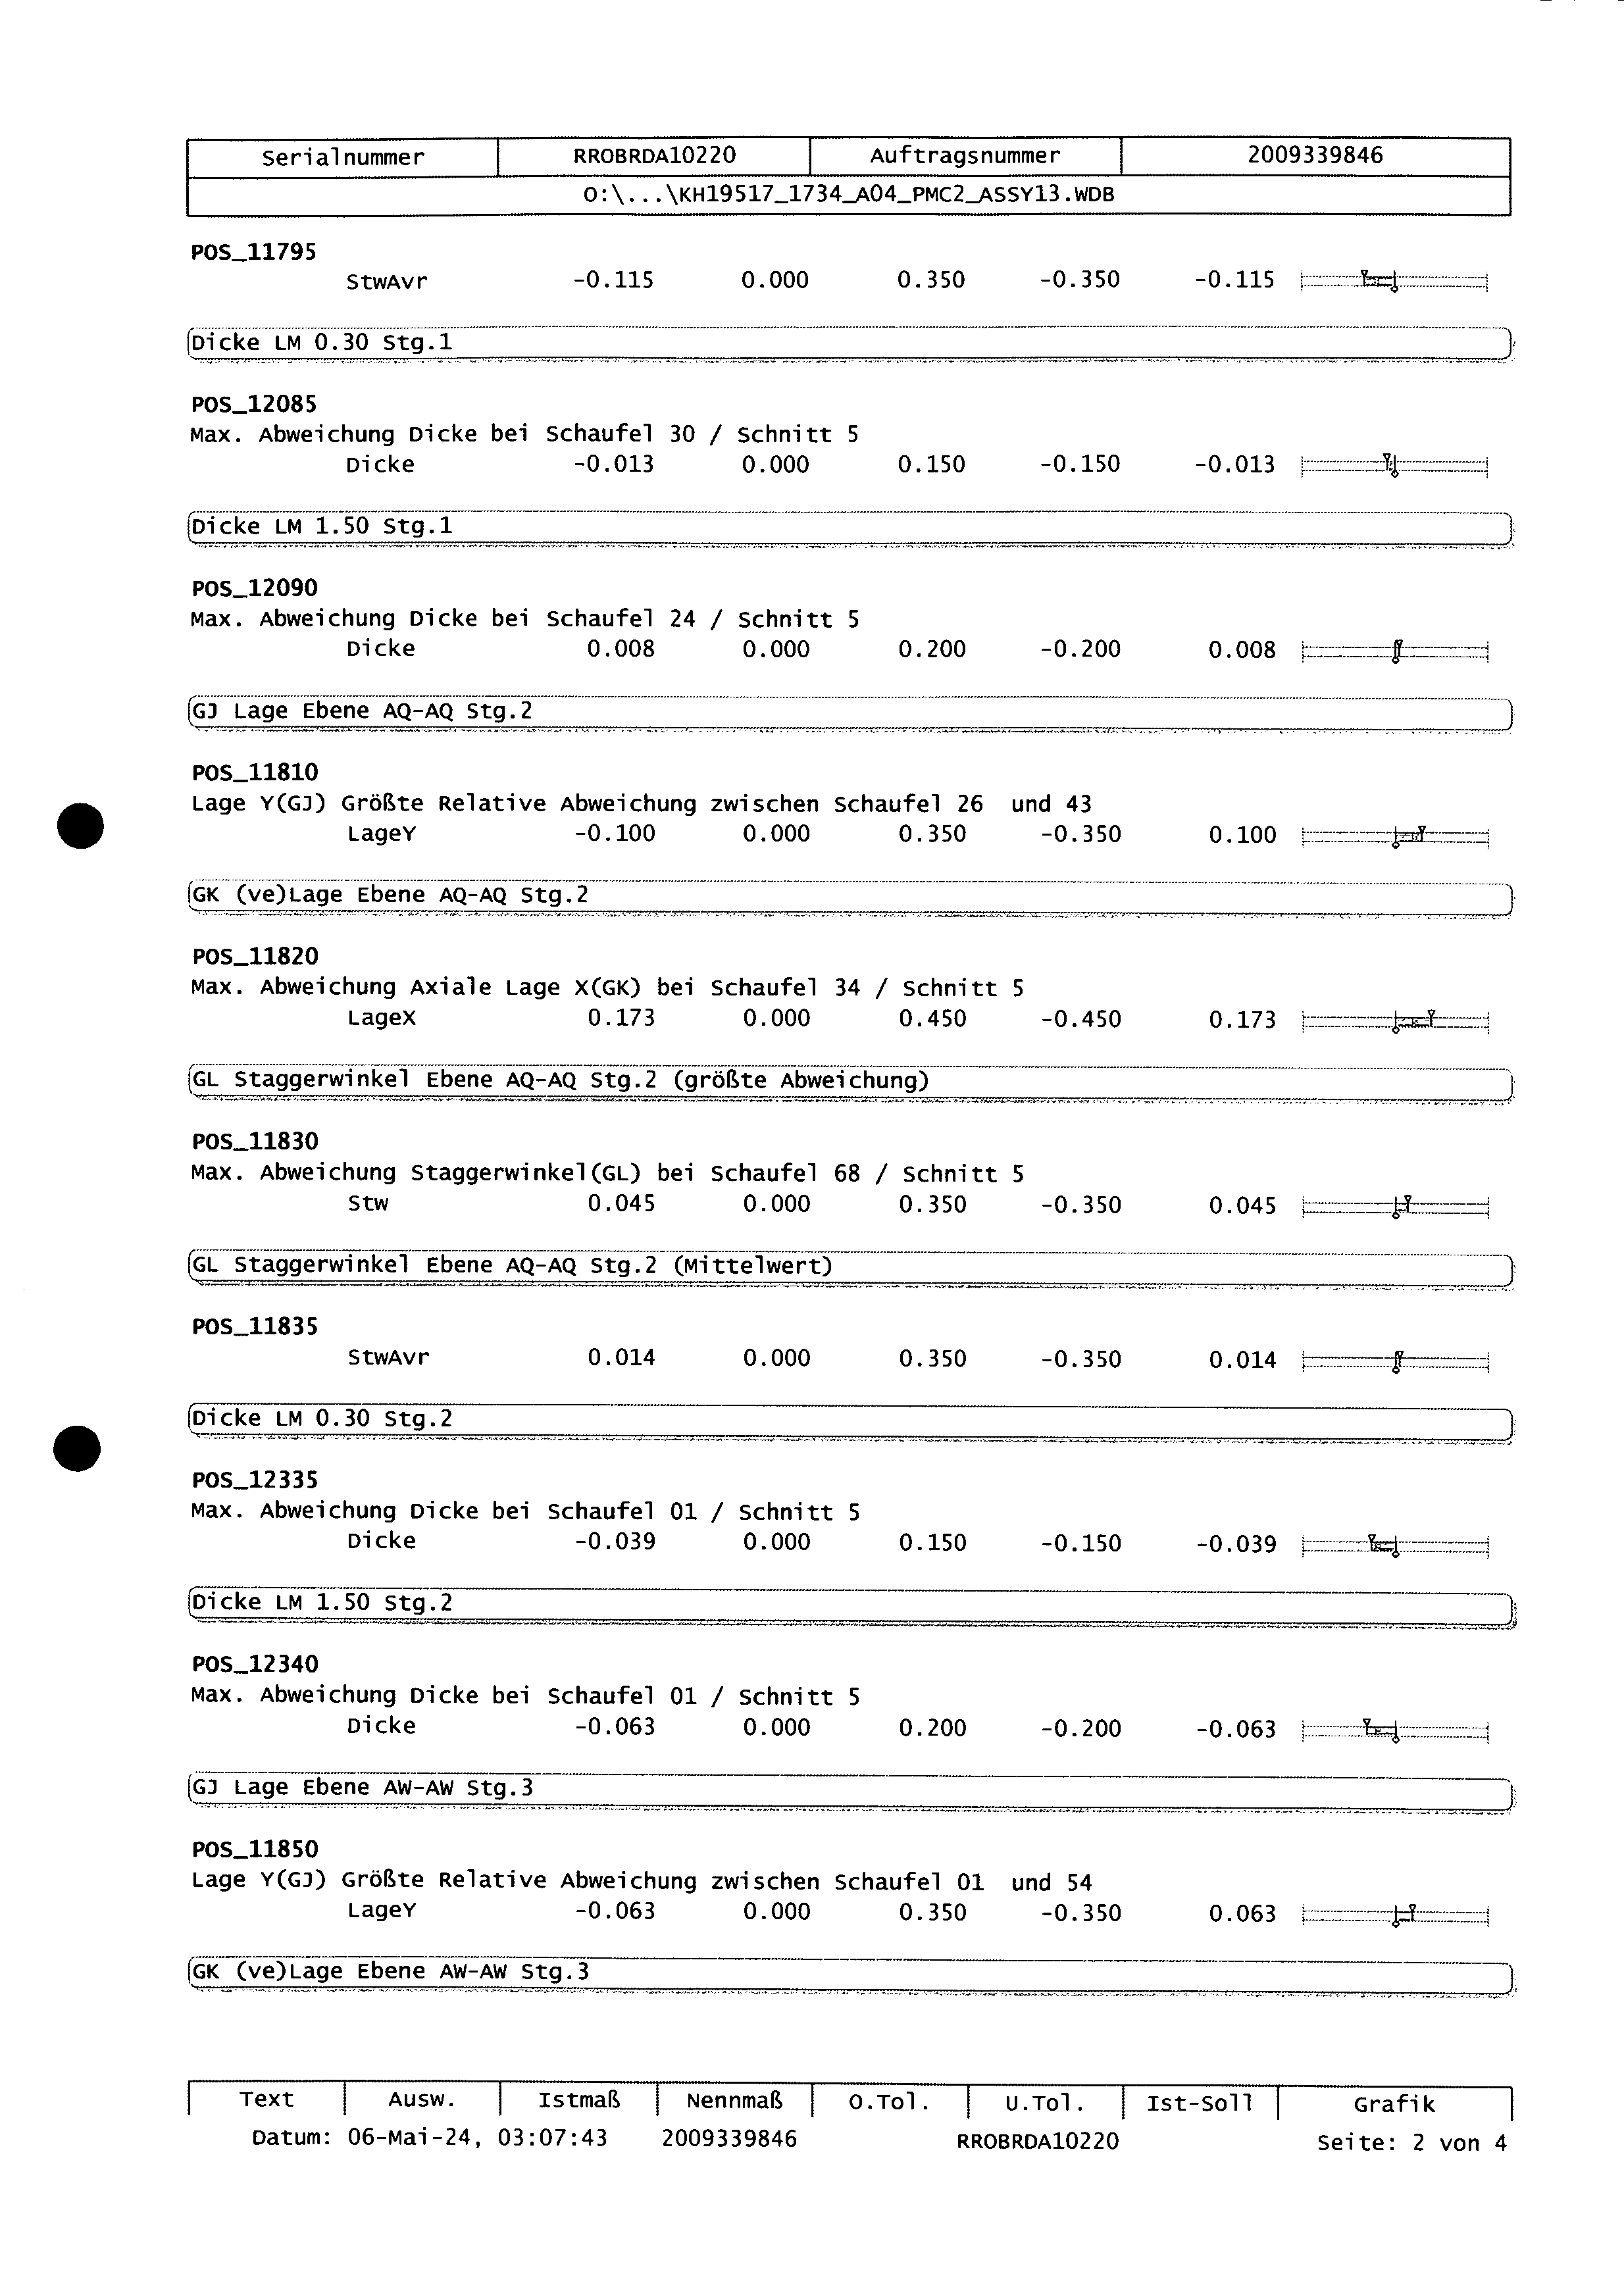 Serialnummer RROBRDA10220 Auftragsnummer 2009339846
O:\...\KH19517_1734_A04_PMC2_ASSY13.WDB
POS_11795
StwAvr -0.115 0.000 0.350 -0.350 -0.115
Dicke LM 0.30 Stg.1
POS_12085
Max. Abweichung Dicke bei Schaufel 30 / Schnitt 5
Dicke -0.013 0.000 0.150 -0.150 -0.013
Dicke LM 1.50 Stg.1
POS_12090
Max. Abweichung Dicke bei Schaufel 24 / Schnitt 5
Dicke 0.008 0.000 0.200 -0.200 0.008
GJ Lage Ebene AQ-AQ Stg.2
POS_11810
Lage Y(GJ) Größte Relative Abweichung zwischen Schaufel 26 und 43
LageY -0.100 0.000 0.350 -0.350 0.100
GK (ve)Lage Ebene AQ-AQ Stg.2
POS_11820
Max. Abweichung Axiale Lage X(GK) bei Schaufel 34 / Schnitt 5
LageX 0.173 0.000 0.450 -0.450 0.173
GL Staggerwinkel Ebene AQ-AQ Stg.2 (größte Abweichung)
POS_11830
Max. Abweichung Staggerwinkel(GL) bei Schaufel 68 / Schnitt 5
Stw 0.045 0.000 0.350 -0.350 0.045
GL Staggerwinkel Ebene AQ-AQ Stg.2 (Mittelwert)
POS_11835
StwAvr 0.014 0.000 0.350 -0.350 0.014
Dicke LM 0.30 Stg.2
POS_12335
Max. Abweichung Dicke bei Schaufel 01 / Schnitt 5
Dicke -0.039 0.000 0.150 -0.150 -0.039
Dicke LM 1.50 Stg.2
POS_12340
Max. Abweichung Dicke bei Schaufel 01 / Schnitt 5
Dicke -0.063 0.000 0.200 -0.200 -0.063
GJ Lage Ebene AW-AW Stg.3
POS_11850
Lage Y(GJ) Größte Relative Abweichung zwischen Schaufel 01 und 54
LageY -0.063 0.000 0.350 -0.350 0.063
GK (ve)Lage Ebene AW-AW Stg.3
Text Ausw. Istmaß Nennmaß O.Tol. U.Tol. Ist-Soll Grafik
Datum: 06-Mai-24, 03:07:43 2009339846 RROBRDA10220 Seite: 2 von 4